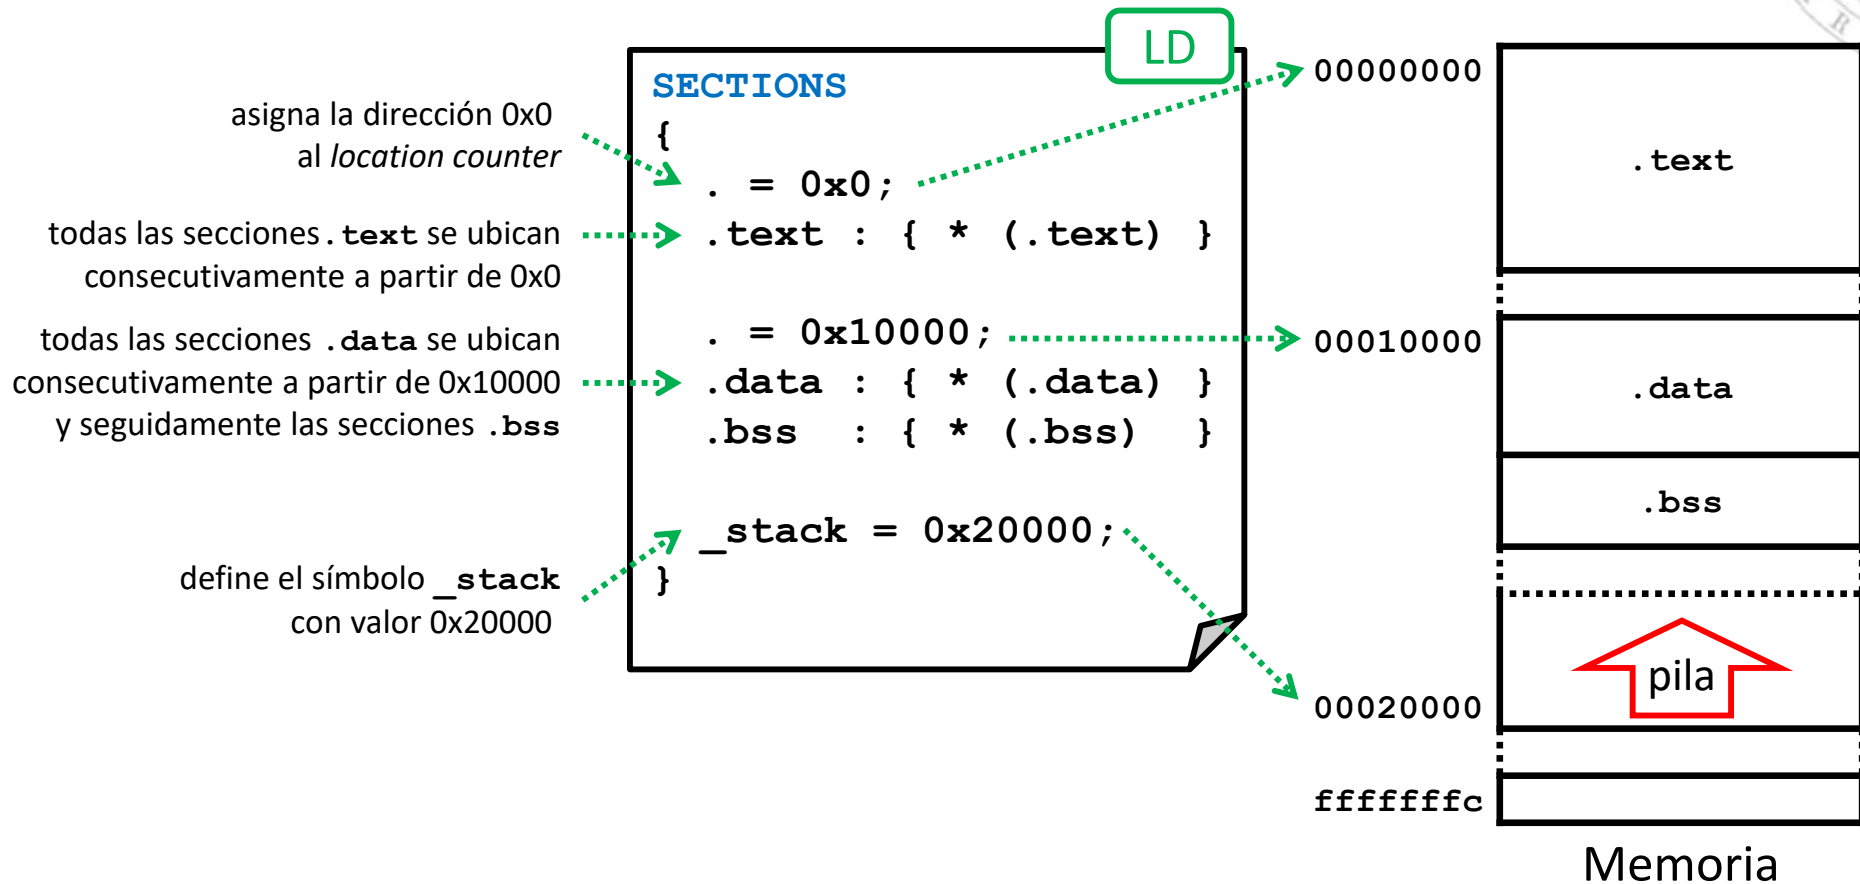 LD
SECTIONS
{
. = 0x0;
.text : { * (.text) }
. = 0x10000;
.data : { * (.data) }
.bss : { * (.bss) }
_stack = 0x20000;
}
asigna la dirección 0x0
al location counter
todas las secciones .text se ubican
consecutivamente a partir de 0x0
todas las secciones .data se ubican
consecutivamente a partir de 0x10000
y seguidamente las secciones .bss
define el símbolo _stack
con valor 0x20000
00000000
.text
00010000
.data
.bss
pila
00020000
fffffffc
Memoria